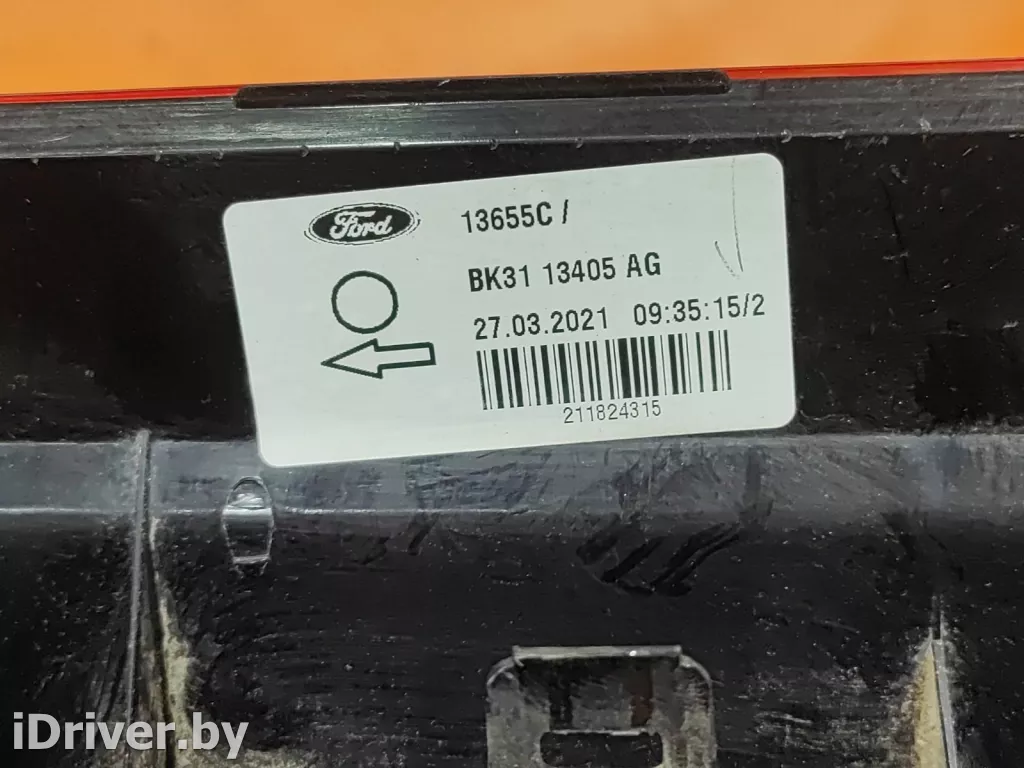 Ford
13655C /
BK31 13405 AG
27.03.2021 09:35:15/2
211824315
iDriver.by